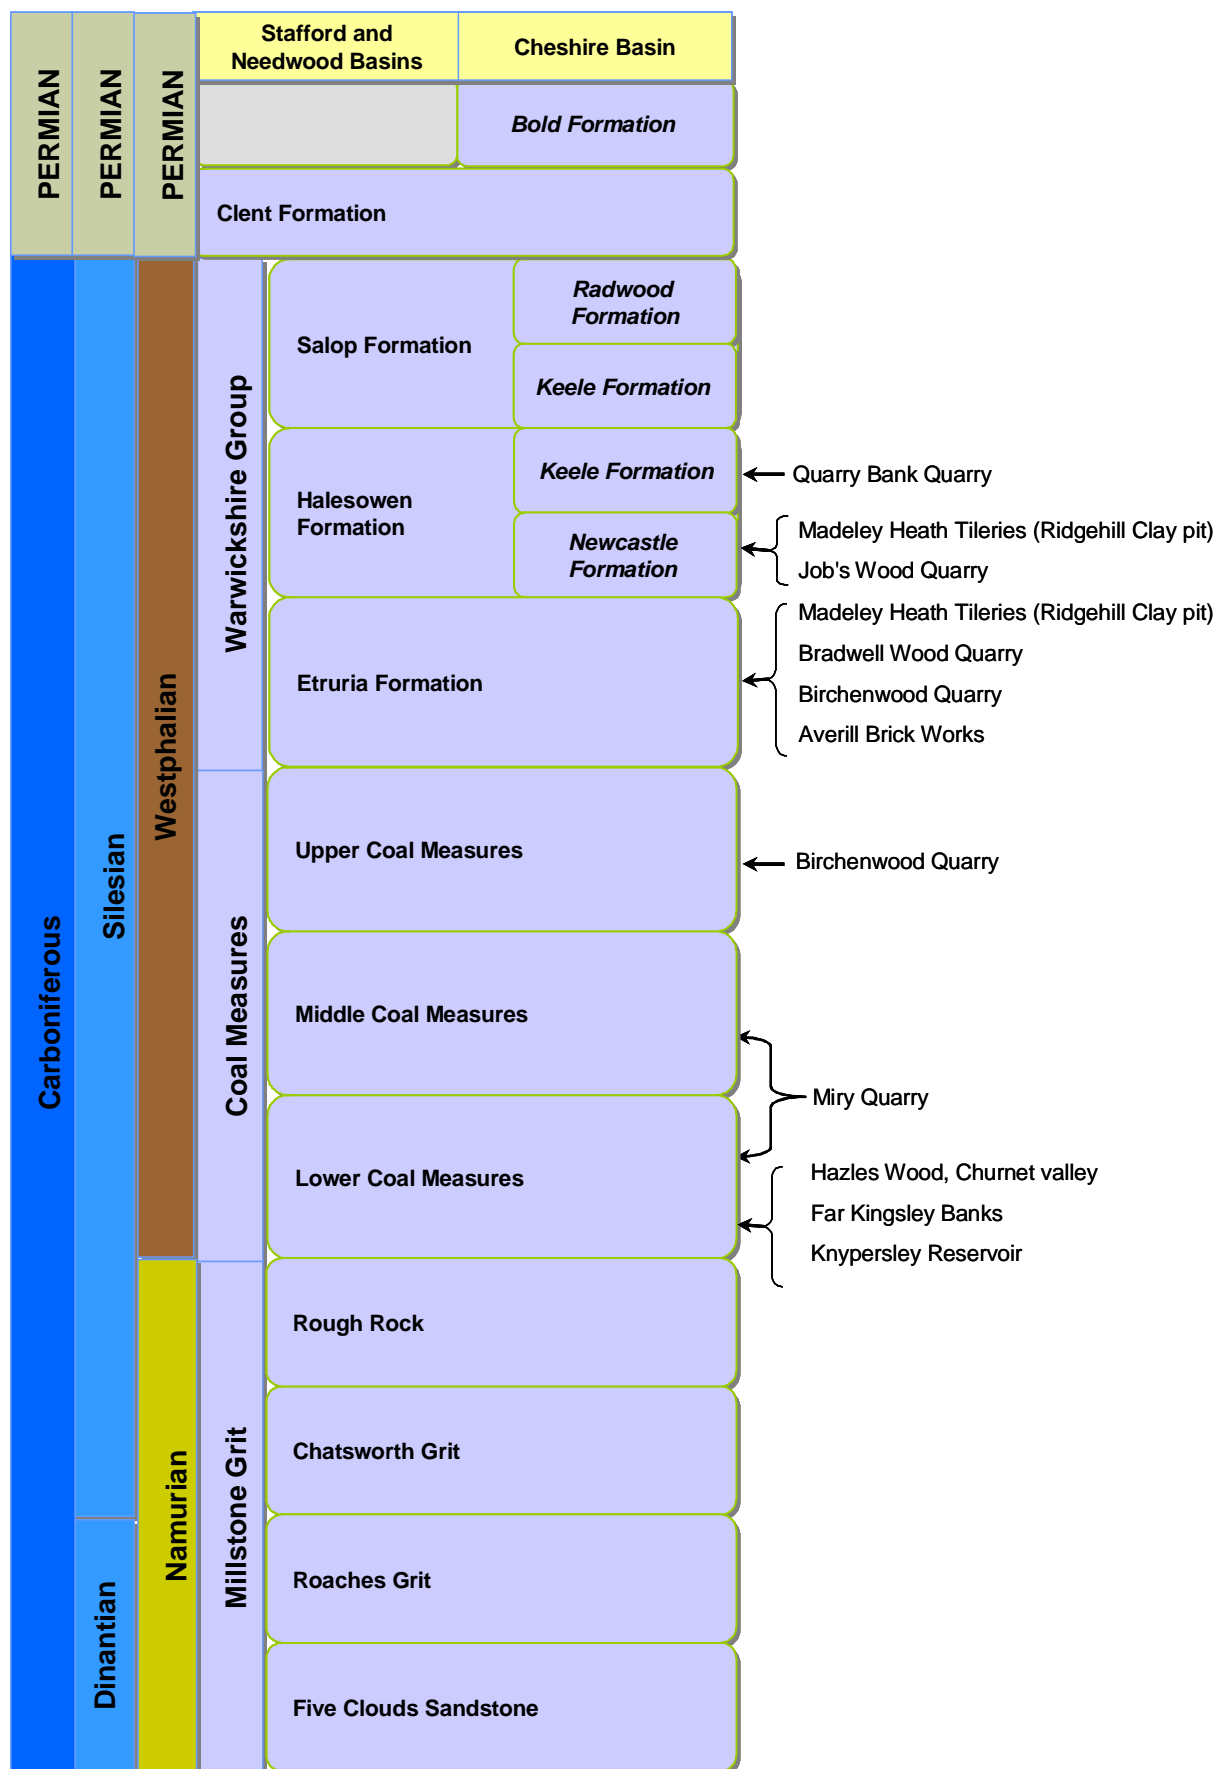 Stafford and
Needwood Basins
Cheshire Basin
PERMIAN
PERMIAN
PERMIAN
Bold Formation
Clent Formation
Carboniferous
Silesian
Dinantian
Westphalian
Namurian
Warwickshire Group
Coal Measures
Millstone Grit
Salop Formation
Radwood
Formation
Keele Formation
Halesowen
Formation
Keele Formation
Quarry Bank Quarry
Newcastle
Formation
Madeley Heath Tileries (Ridgehill Clay pit)
Job's Wood Quarry
Etruria Formation
Madeley Heath Tileries (Ridgehill Clay pit)
Bradwell Wood Quarry
Birchenwood Quarry
Averill Brick Works
Upper Coal Measures
Birchenwood Quarry
Middle Coal Measures
Miry Quarry
Lower Coal Measures
Hazles Wood, Churnet valley
Far Kingsley Banks
Knypersley Reservoir
Rough Rock
Chatsworth Grit
Roaches Grit
Five Clouds Sandstone